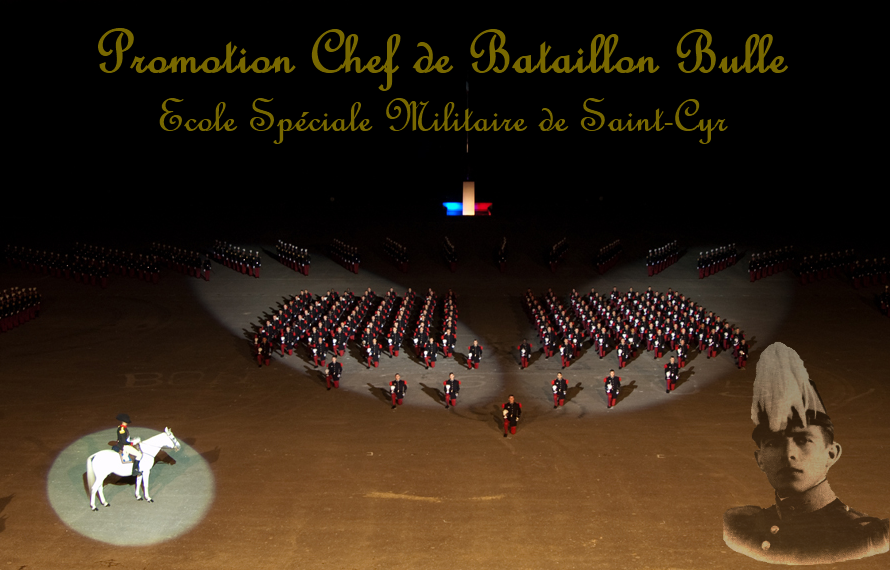 Promotion Chef de Bataillon Bulle
Ecole Spéciale Militaire de Saint-Cyr